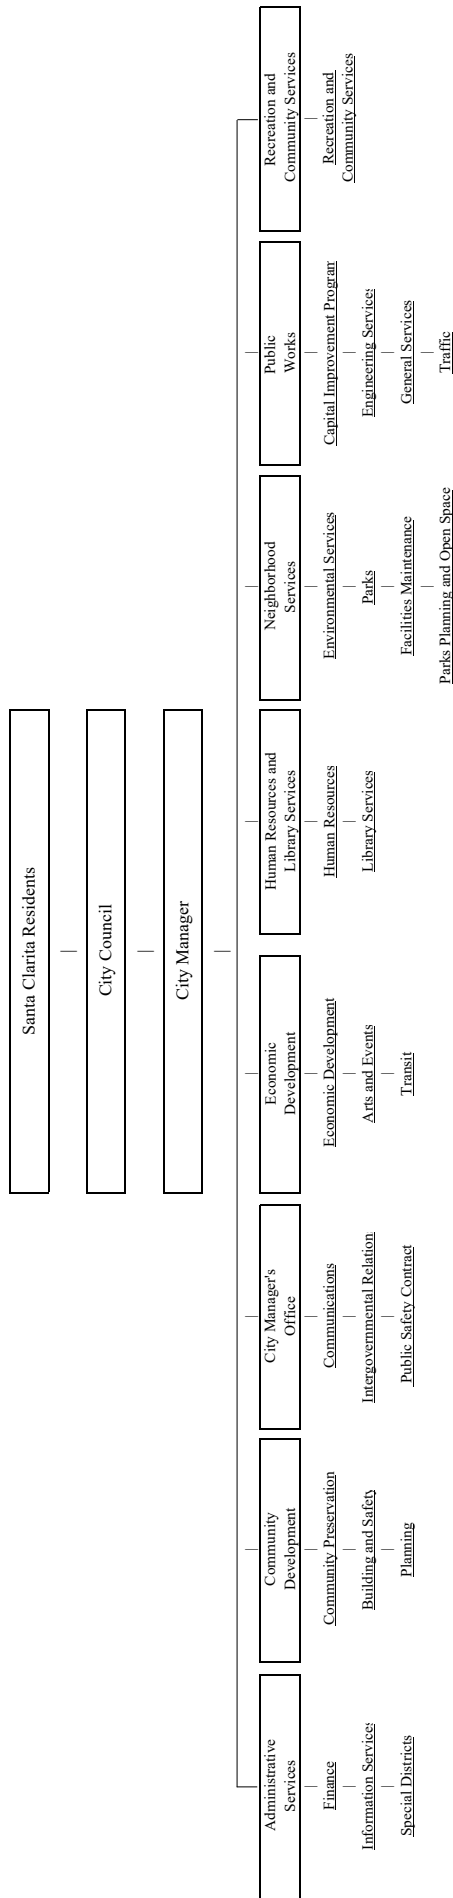 Santa Clarita Residents
City Council
City Manager
Administrative
Services
Finance
Information Services
Special Districts
Community
Development
Community Preservation
Building and Safety
Planning
City Manager's
Office
Communications
Intergovernmental Relation
Public Safety Contract
Economic
Development
Economic Development
Arts and Events
Transit
Human Resources and
Library Services
Human Resources
Library Services
Neighborhood
Services
Environmental Services
Parks
Facilities Maintenance
Parks Planning and Open Space
Public
Works
Capital Improvement Program
Engineering Services
General Services
Traffic
Recreation and
Community Services
Recreation and
Community Services